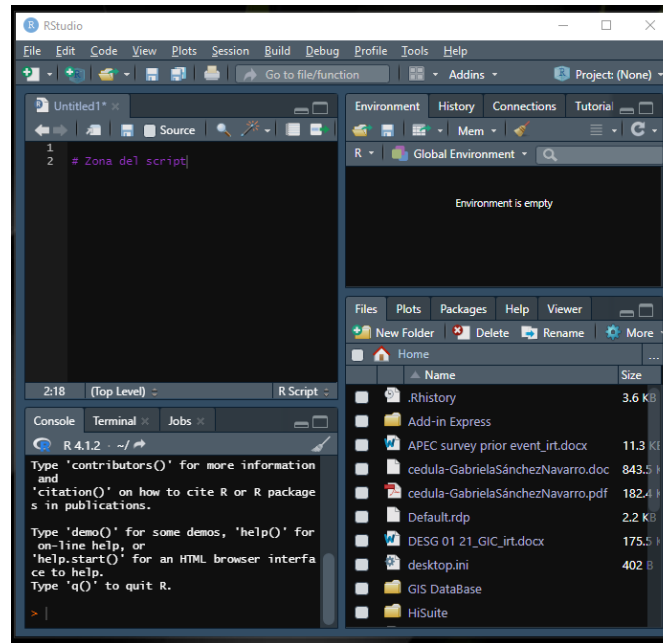 RStudio
File Edit Code View Plots Session Build Debug Profile Tools Help
Go to file/function Addins Project: (None)
Untitled1*
Source
1
2 # Zona del script
2:18 (Top Level) R Script
Console Terminal Jobs
R 4.1.2 · ~/
Type 'contributors()' for more information
and
'citation()' on how to cite R or R package
s in publications.
Type 'demo()' for some demos, 'help()' for
on-line help, or
'help.start()' for an HTML browser interfa
ce to help.
Type 'q()' to quit R.
>
Environment History Connections Tutorial
Mem
R Global Environment
Environment is empty
Files Plots Packages Help Viewer
New Folder Delete Rename More
Home ...
Name Size
.Rhistory 3.6 KB
Add-in Express
APEC survey prior event_irt.docx 11.3 KB
cedula-GabrielaSánchezNavarro.doc 843.5 K
cedula-GabrielaSánchezNavarro.pdf 182.4 K
Default.rdp 2.2 KB
DESG 01 21_GIC_irt.docx 175.5 K
desktop.ini 402 B
GIS DataBase
HiSuite